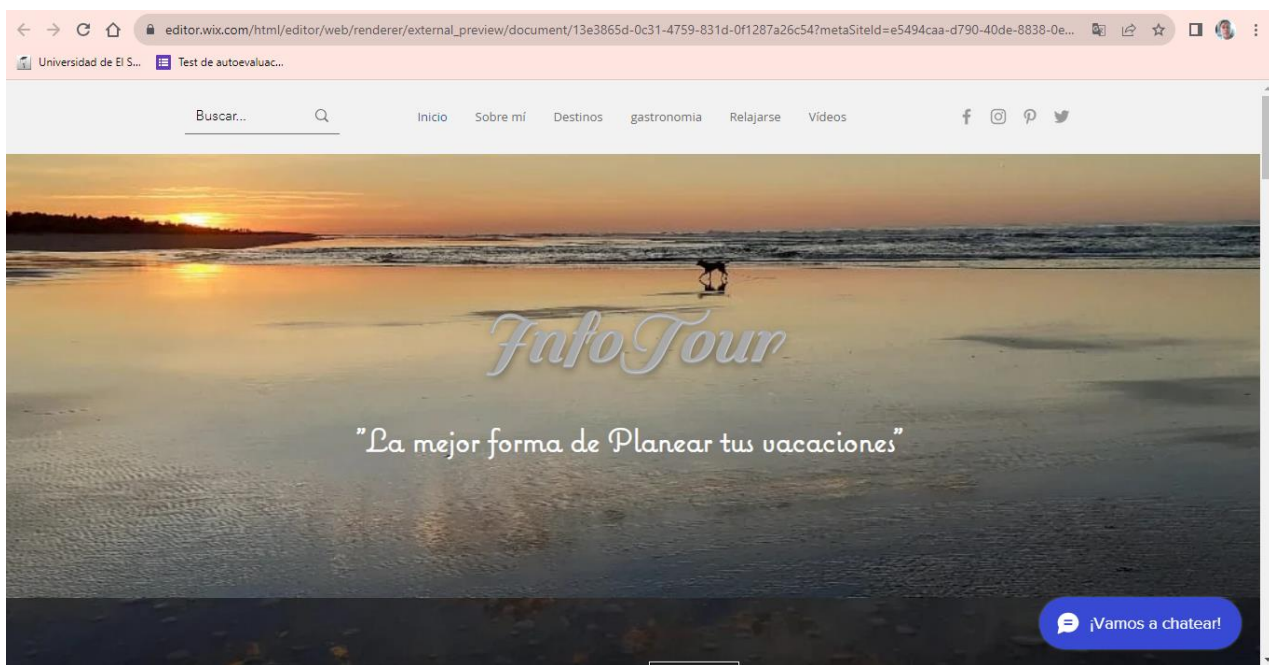 editor.wix.com/html/editor/web/renderer/external_preview/document/13e3865d-0c31-4759-831d-0f1287a26c54?metaSiteId=e5494caa-d790-40de-8838-0e...
Universidad de El S... Test de autoevaluac...
Buscar... Inicio Sobre mí Destinos gastronomia Relajarse Vídeos
InfoTour
"La mejor forma de Planear tus vacaciones"
¡Vamos a chatear!